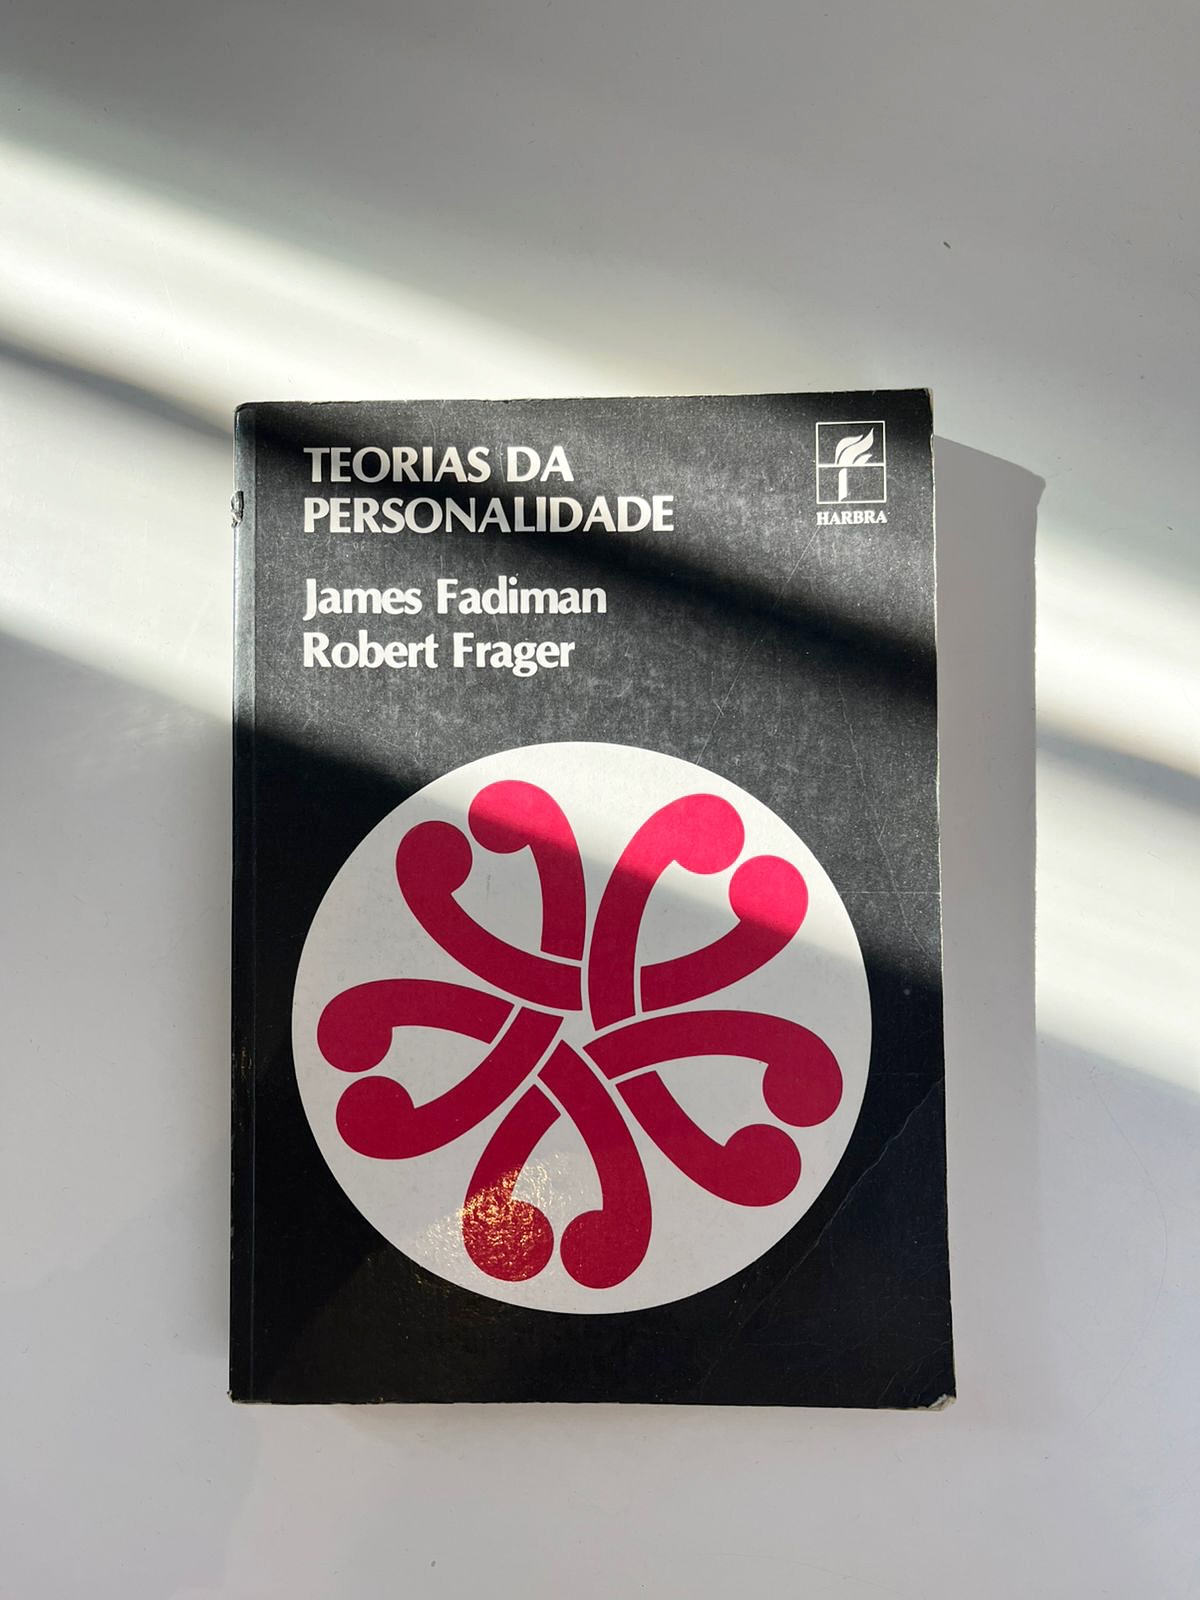 TEORIAS DA
PERSONALIDADE
HARBRA
James Fadiman
Robert Frager